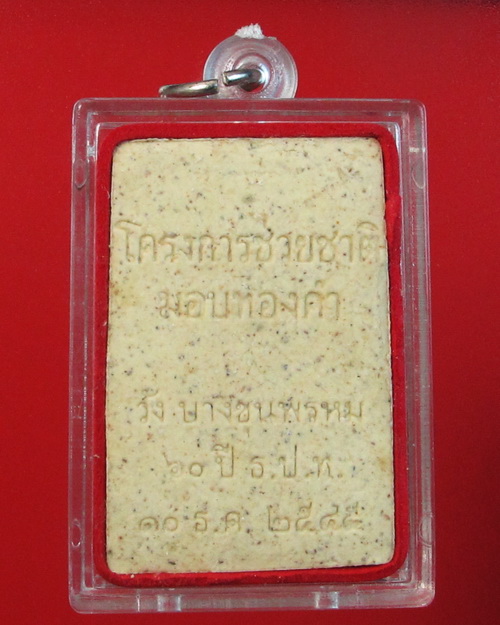 โครงการช่วยชาติ
มอบทองคำ
วัง บางขุนพรหม
๖๐ ปี ธ.ป.ท.
๑๐ ธ.ค. ๒๕๔๕